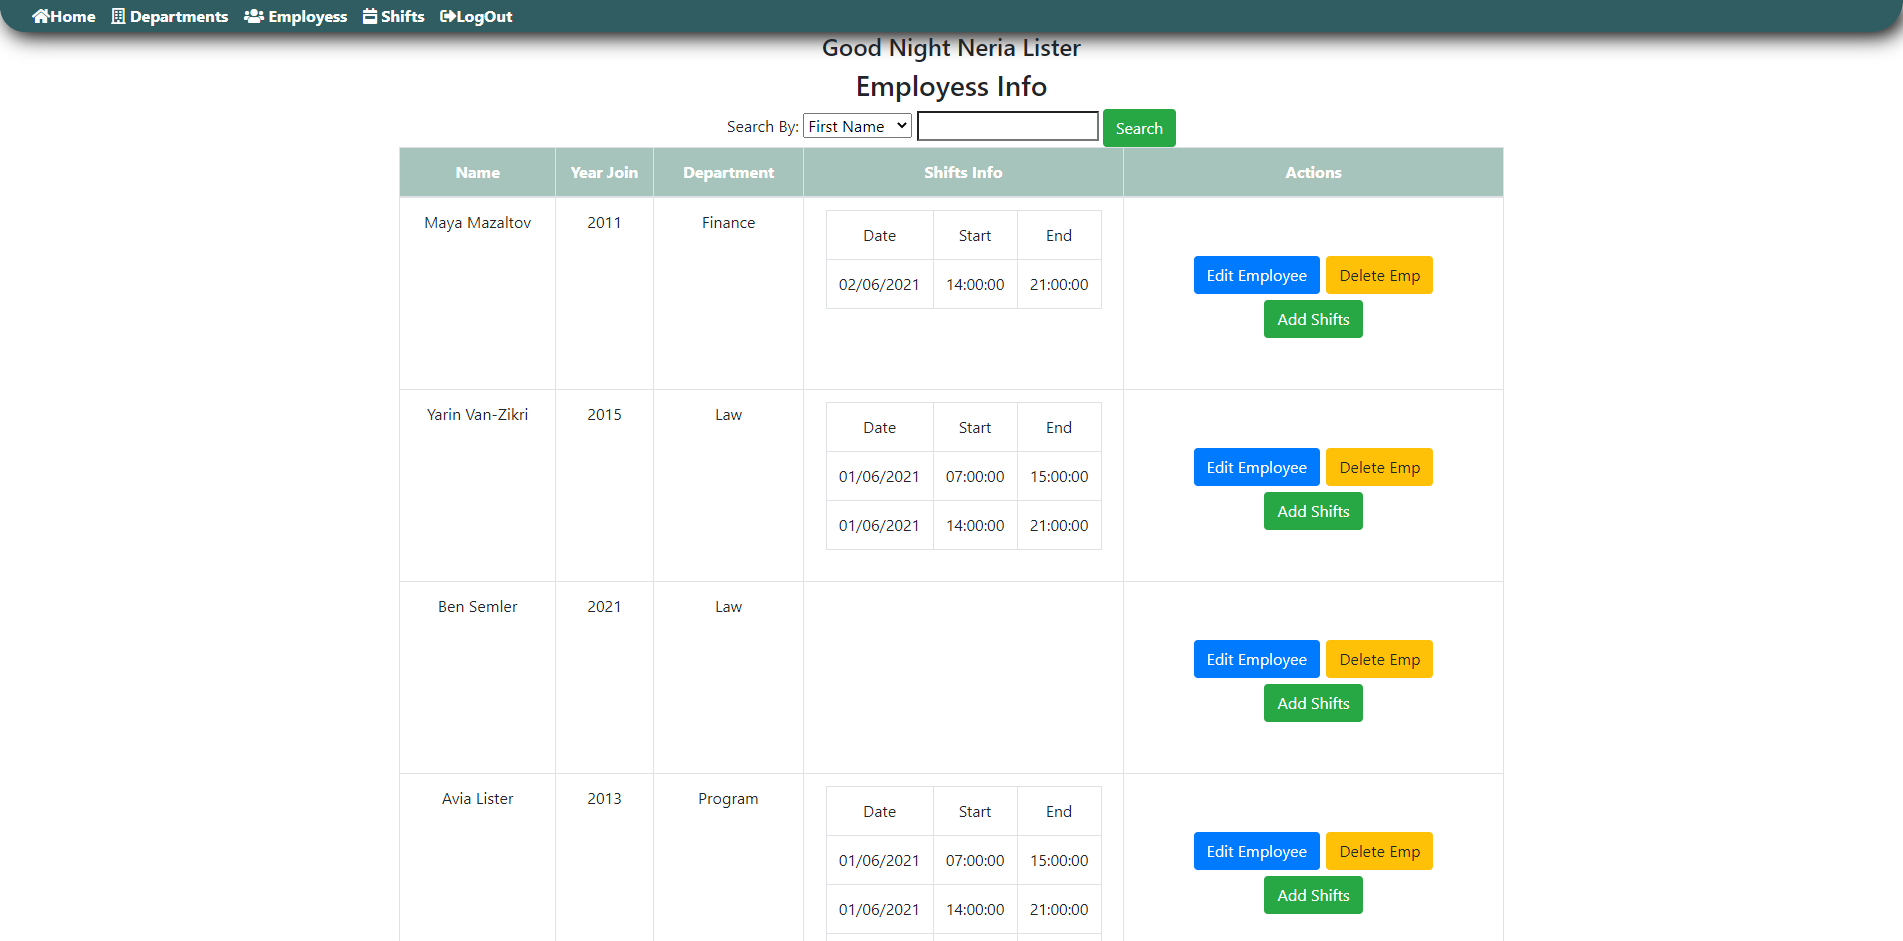 Home Departments Employess Shifts LogOut
Good Night Neria Lister
Employess Info
Search By: First Name Search
Name Year Join Department Shifts Info Actions
Maya Mazaltov 2011 Finance
Date Start End
02/06/2021 14:00:00 21:00:00
Edit Employee Delete Emp
Add Shifts
Yarin Van-Zikri 2015 Law
Date Start End
01/06/2021 07:00:00 15:00:00
01/06/2021 14:00:00 21:00:00
Edit Employee Delete Emp
Add Shifts
Ben Semler 2021 Law
Edit Employee Delete Emp
Add Shifts
Avia Lister 2013 Program
Date Start End
01/06/2021 07:00:00 15:00:00
01/06/2021 14:00:00 21:00:00
Edit Employee Delete Emp
Add Shifts